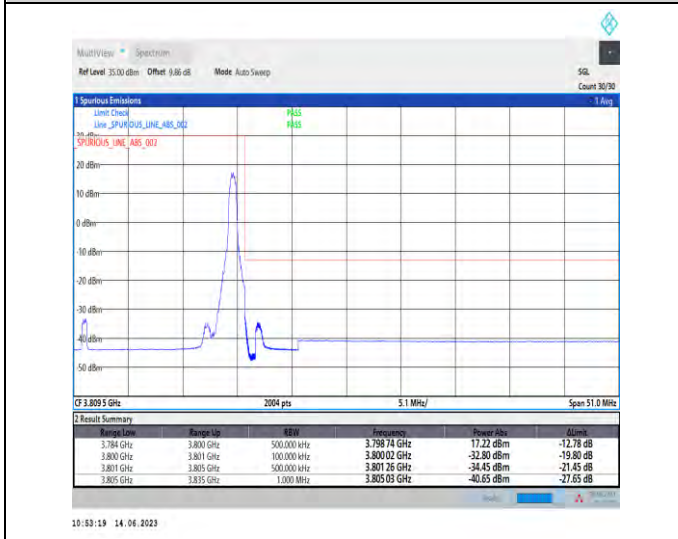 MultiView Spectrum
Ref Level 35.00 dBm Offset 9.86 dB Mode Auto Sweep SGL
Count 30/30
1 Spurious Emissions 1 Avg
Limit Check PASS
Line _SPURIOUS_LINE_ABS_002 PASS
30 dBm
_SPURIOUS_LINE_ABS_002
20 dBm
10 dBm
0 dBm
-10 dBm
-20 dBm
-30 dBm
-40 dBm
-50 dBm
CF 3.809 5 GHz 2004 pts 5.1 MHz/ Span 51.0 MHz
2 Result Summary
Range Low Range Up RBW Frequency Power Abs ΔLimit
3.784 GHz 3.800 GHz 500.000 kHz 3.798 74 GHz 17.22 dBm -12.78 dB
3.800 GHz 3.801 GHz 100.000 kHz 3.800 02 GHz -32.80 dBm -19.80 dB
3.801 GHz 3.805 GHz 500.000 kHz 3.801 26 GHz -34.45 dBm -21.45 dB
3.805 GHz 3.835 GHz 1.000 MHz 3.805 03 GHz -40.65 dBm -27.65 dB
10:53:19 14.06.2023